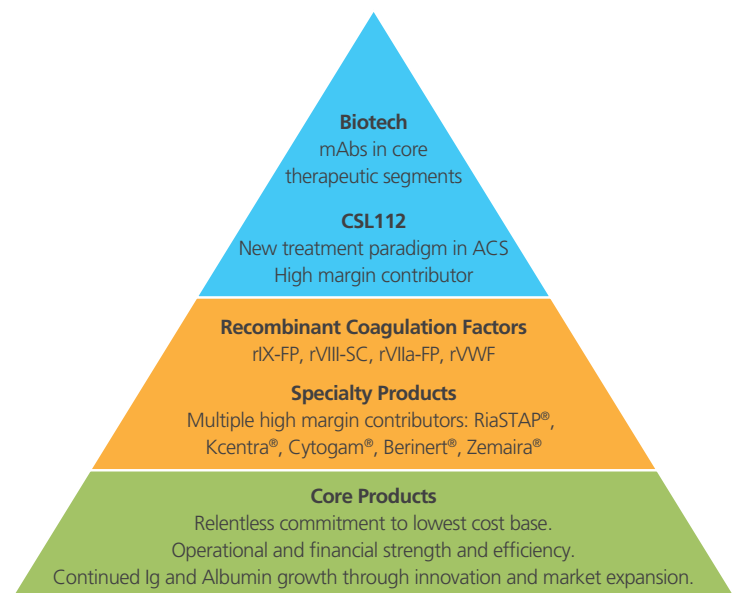 Biotech
mAbs in core
therapeutic segments
CSL112
New treatment paradigm in ACS
High margin contributor
Recombinant Coagulation Factors
rIX-FP, rVIII-SC, rVIIa-FP, rVWF
Specialty Products
Multiple high margin contributors: RiaSTAP®,
Kcentra®, Cytogam®, Berinert®, Zemaira®
Core Products
Relentless commitment to lowest cost base.
Operational and financial strength and efficiency.
Continued Ig and Albumin growth through innovation and market expansion.